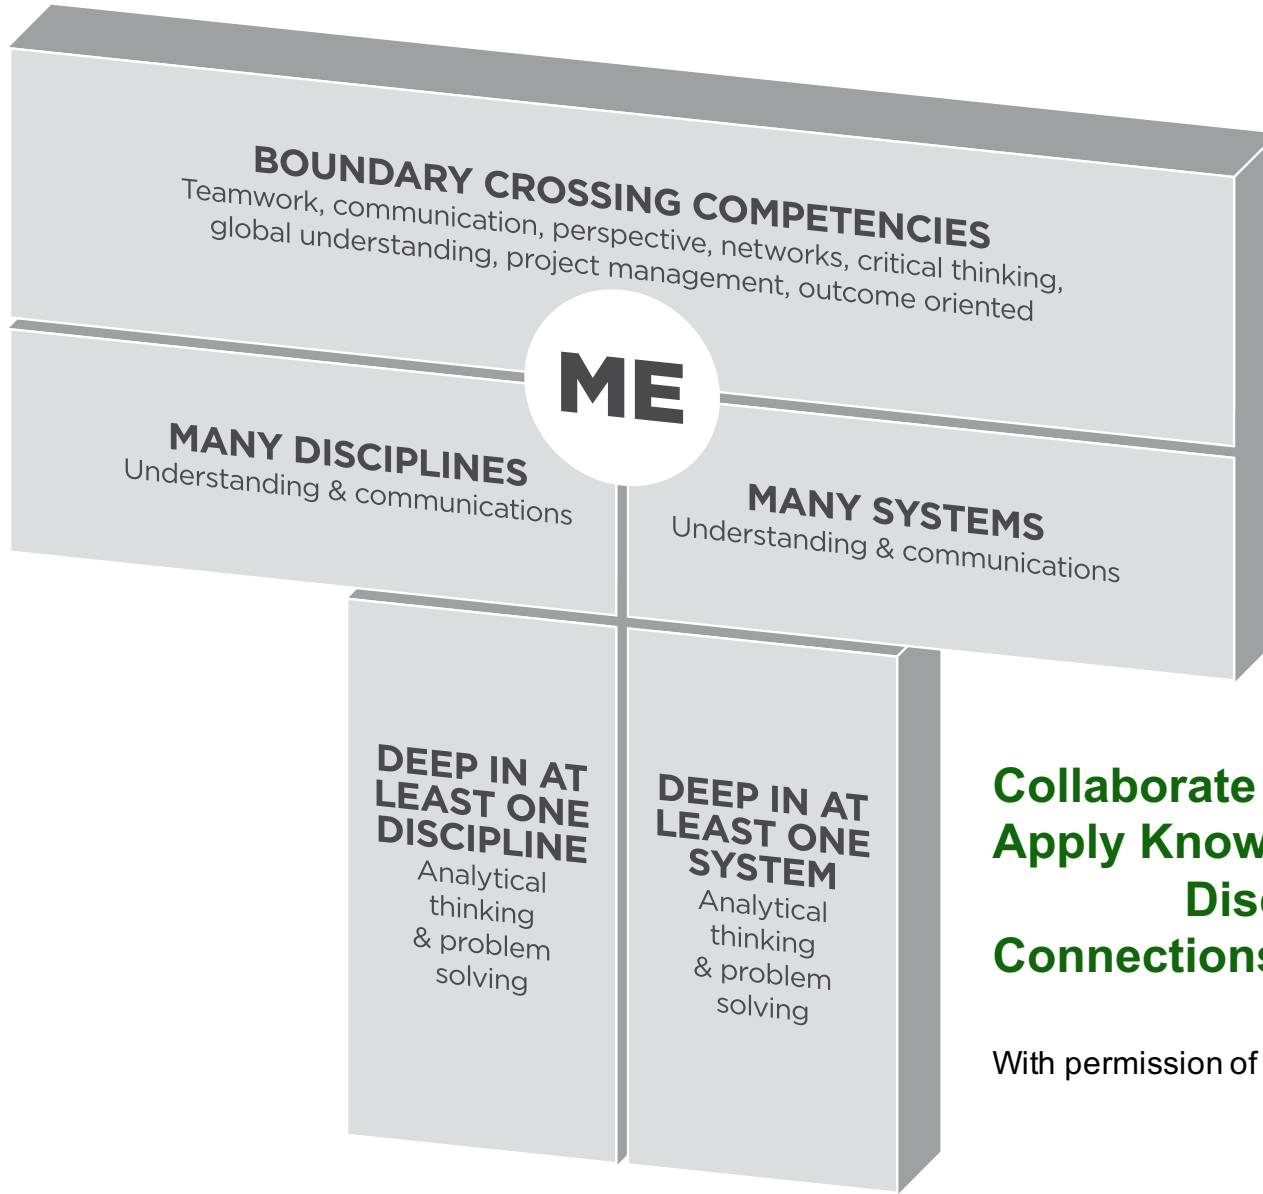 BOUNDARY CROSSING COMPETENCIES
Teamwork, communication, perspective, networks, critical thinking,
global understanding, project management, outcome oriented
ME
MANY DISCIPLINES
Understanding & communications
MANY SYSTEMS
Understanding & communications
DEEP IN AT
LEAST ONE
DISCIPLINE
Analytical
thinking
& problem
solving
DEEP IN AT
LEAST ONE
SYSTEM
Analytical
thinking
& problem
solving
Collaborate
Apply
Connections
With permission of